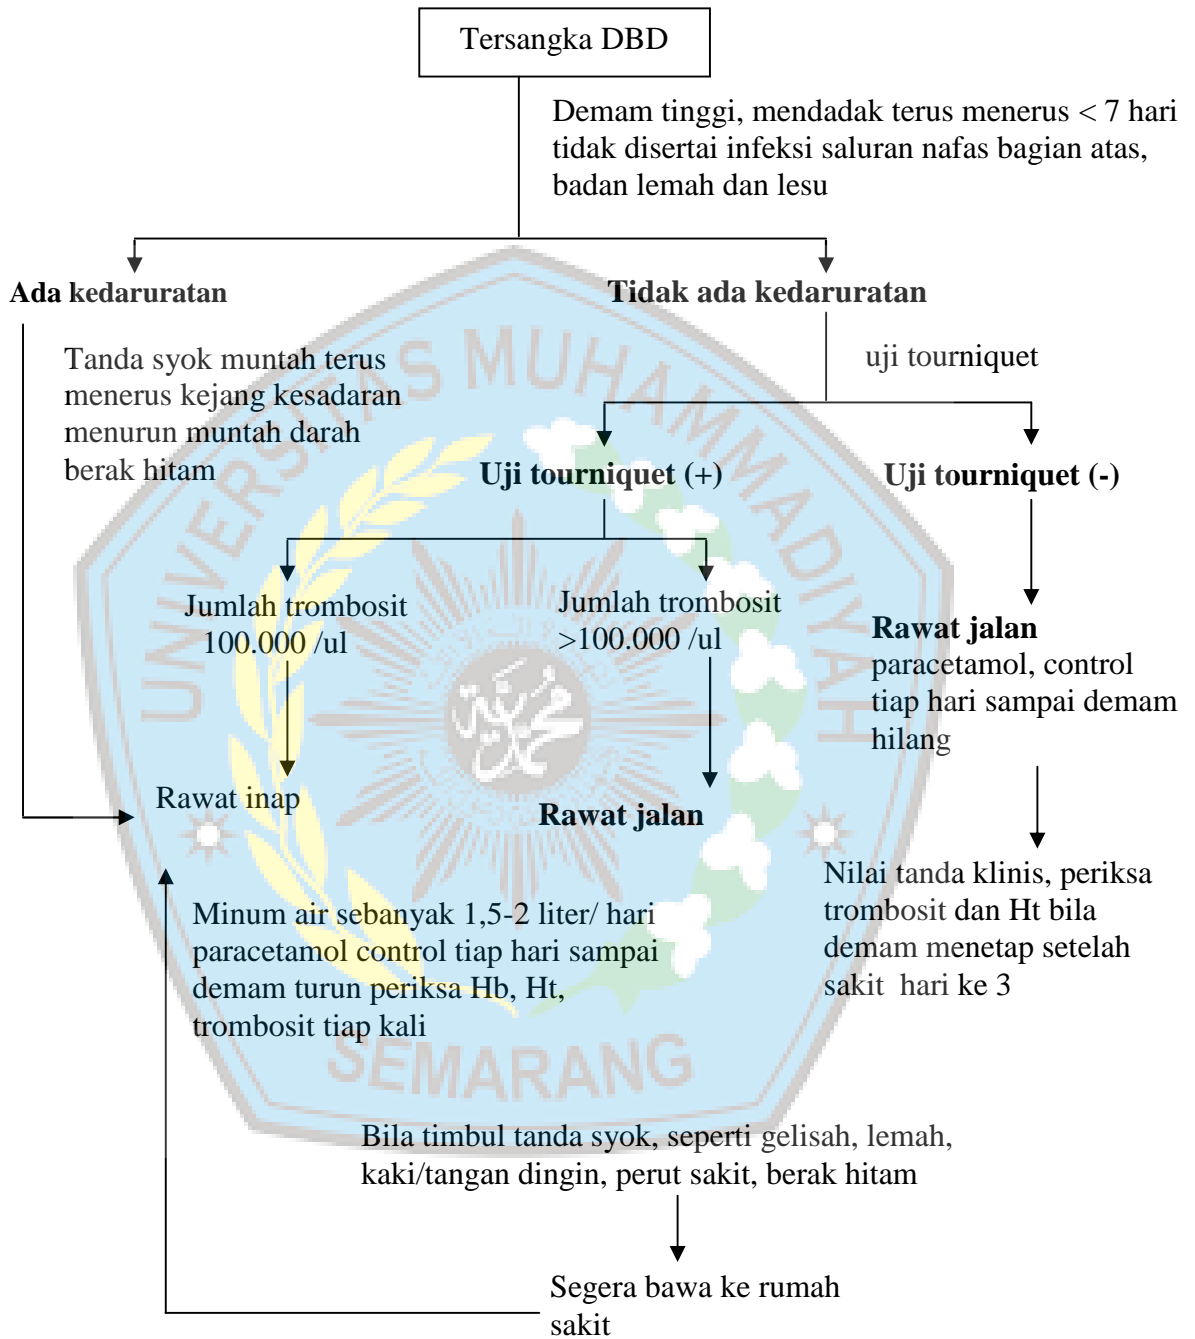 Tersangka DBD
Demam tinggi, mendadak terus menerus < 7 hari
tidak disertai infeksi saluran nafas bagian atas,
badan lemah dan lesu
Ada kedaruratan
Tidak ada kedaruratan
Tanda syok muntah terus
menerus kejang kesadaran
menurun muntah darah
berak hitam
uji tourniquet
Uji tourniquet (+)
Uji tourniquet (-)
Jumlah trombosit
100.000 /ul
Jumlah trombosit
>100.000 /ul
Rawat jalan
paracetamol, control
tiap hari sampai demam
hilang
Rawat inap
Rawat jalan
Nilai tanda klinis, periksa
trombosit dan Ht bila
demam menetap setelah
sakit  hari ke 3
Minum air sebanyak 1,5-2 liter/ hari
paracetamol control tiap hari sampai
demam turun periksa Hb, Ht,
trombosit tiap kali
Bila timbul tanda syok, seperti gelisah, lemah,
kaki/tangan dingin, perut sakit, berak hitam
Segera bawa ke rumah
sakit
UNIVERSITAS MUHAMMADIYAH
SEMARANG